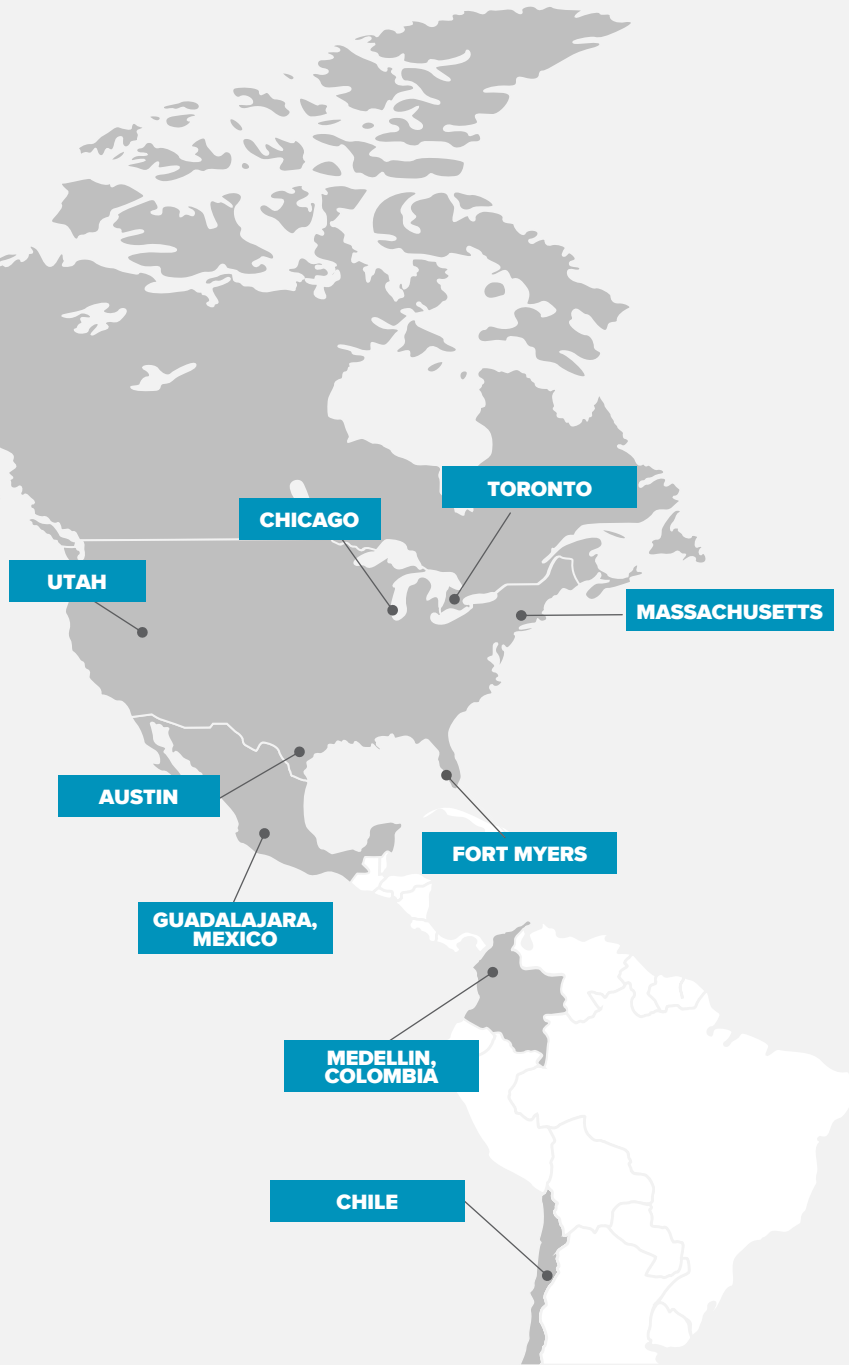 TORONTO
CHICAGO
UTAH
MASSACHUSETTS
AUSTIN
FORT MYERS
GUADALAJARA,
MEXICO
MEDELLIN,
COLOMBIA
CHILE